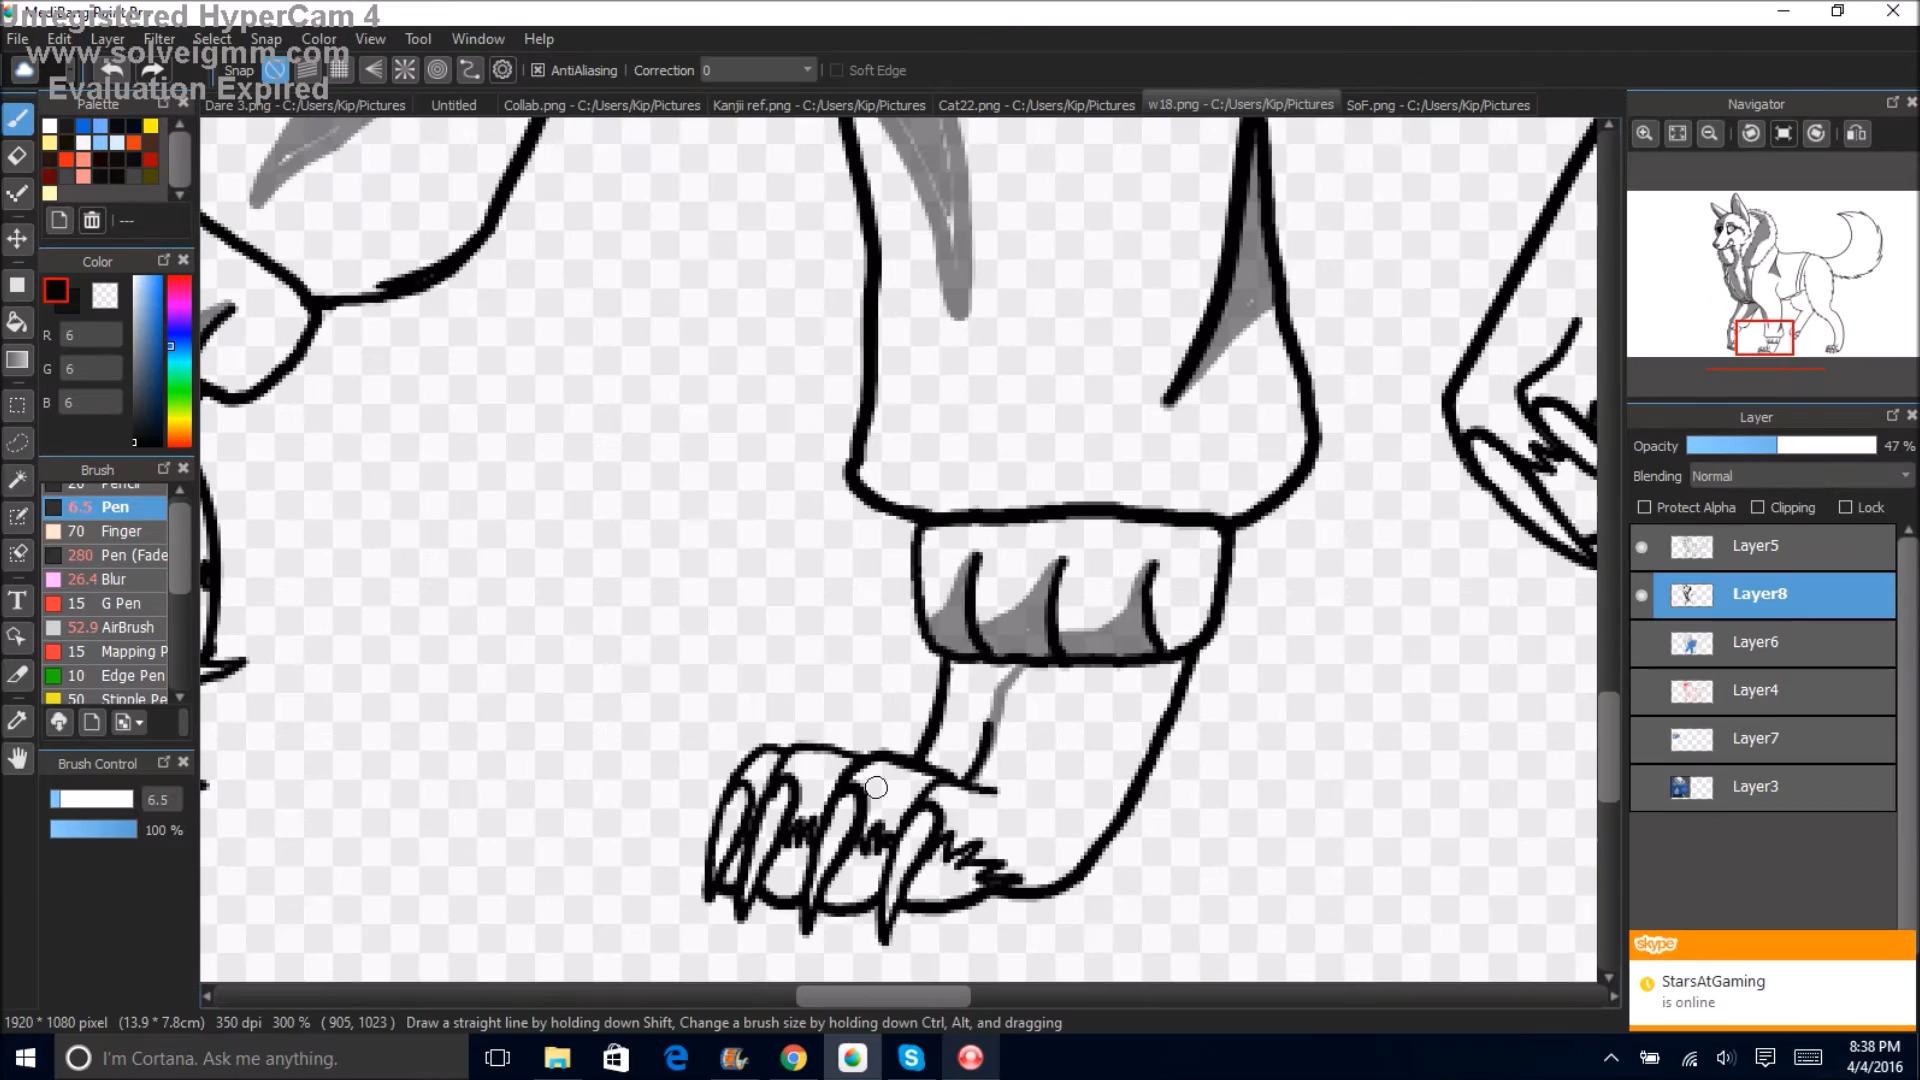 Unregistered HyperCam 4
www.solveigmm.com
Evaluation Expired
File Edit Layer Filter Select Snap Color View Tool Window Help
Snap AntiAliasing Correction 0 Soft Edge
Dare 3.png - C:/Users/Kip/Pictures Untitled Collab.png - C:/Users/Kip/Pictures Kanjii ref.png - C:/Users/Kip/Pictures Cat22.png - C:/Users/Kip/Pictures w18.png - C:/Users/Kip/Pictures SoF.png - C:/Users/Kip/Pictures
Palette
---
Color
R 6
G 6
B 6
Brush
20 Pencil
6.5 Pen
70 Finger
280 Pen (Fade
26.4 Blur
15 G Pen
52.9 AirBrush
15 Mapping P
10 Edge Pen
50 Stipple Pe
Brush Control
6.5
100 %
Navigator
Layer
Opacity 47 %
Blending Normal
Protect Alpha Clipping Lock
Layer5
Layer8
Layer6
Layer4
Layer7
Layer3
skype
StarsAtGaming
is online
1920 * 1080 pixel (13.9 * 7.8cm) 350 dpi 300 % ( 905, 1023 ) Draw a straight line by holding down Shift, Change a brush size by holding down Ctrl, Alt, and dragging
I'm Cortana. Ask me anything.
8:38 PM
4/4/2016